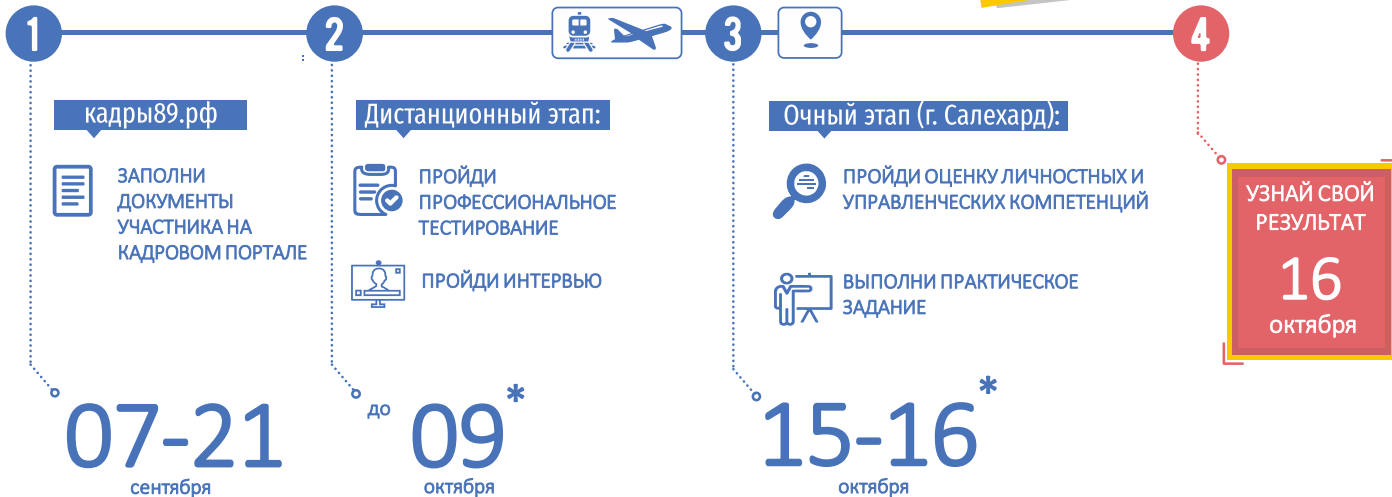 1
2
3
4
кадры89.рф
ЗАПОЛНИ
ДОКУМЕНТЫ
УЧАСТНИКА НА
КАДРОВОМ ПОРТАЛЕ
07-21
сентября
Дистанционный этап:
ПРОЙДИ
ПРОФЕССИОНАЛЬНОЕ
ТЕСТИРОВАНИЕ
ПРОЙДИ ИНТЕРВЬЮ
до 09*
октября
Очный этап (г. Салехард):
ПРОЙДИ ОЦЕНКУ ЛИЧНОСТНЫХ И
УПРАВЛЕНЧЕСКИХ КОМПЕТЕНЦИЙ
ВЫПОЛНИ ПРАКТИЧЕСКОЕ
ЗАДАНИЕ
15-16*
октября
УЗНАЙ СВОЙ
РЕЗУЛЬТАТ
16
октября